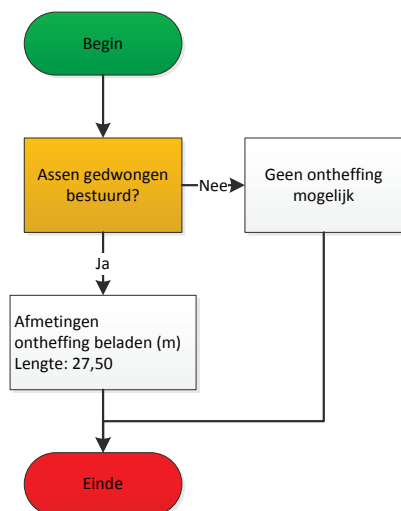 Begin
Assen gedwongen
bestuurd?
Nee
Geen ontheffing
mogelijk
Ja
Afmetingen
ontheffing beladen (m)
Lengte: 27,50
Einde